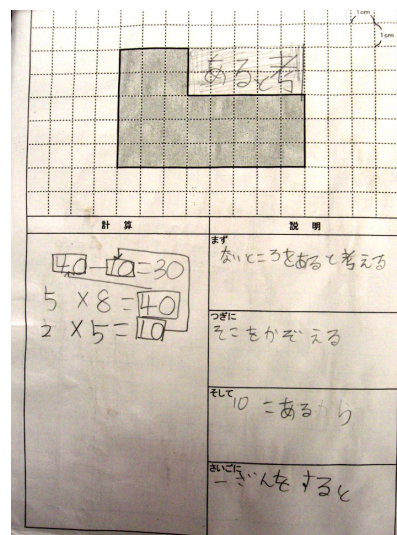 1cm
1cm
あると考
計算
説明
40-10=30
5×8=40
2×5=10
まず
ないところをあると考える
つぎに
そこをかぞえる
そして
10こあるから
さいごに
ーざんをすると